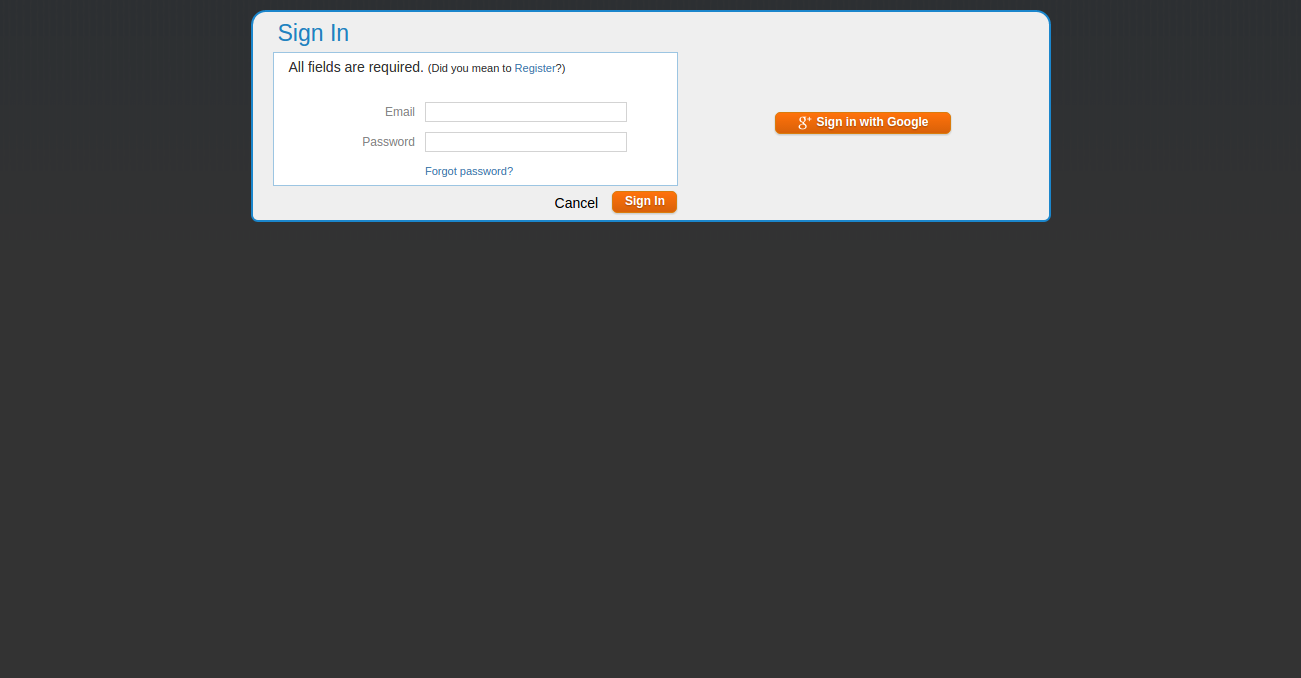 Sign In
All fields are required. (Did you mean to Register?)
Email
Password
Forgot password?
Cancel
Sign In
g+ Sign in with Google